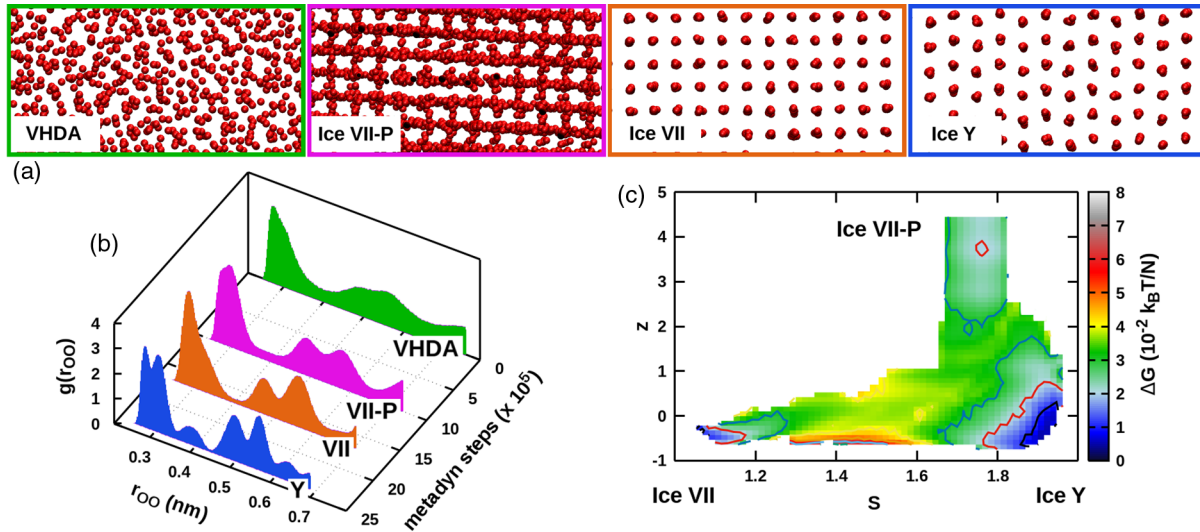 VHDA
Ice VII-P
Ice VII
Ice Y
(a)
(b)
g(rOO)
4
3
2
1
0
VHDA
VII-P
VII
Y
0
5
10
15
20
25
metadyn steps (x 10⁵)
0.3
0.4
0.5
0.6
0.7
rOO (nm)
(c)
5
4
3
2
1
0
-1
z
Ice VII-P
1.2
1.4
1.6
1.8
Ice VII
S
Ice Y
8
7
6
5
4
3
2
1
0
ΔG (10⁻² kBT/N)